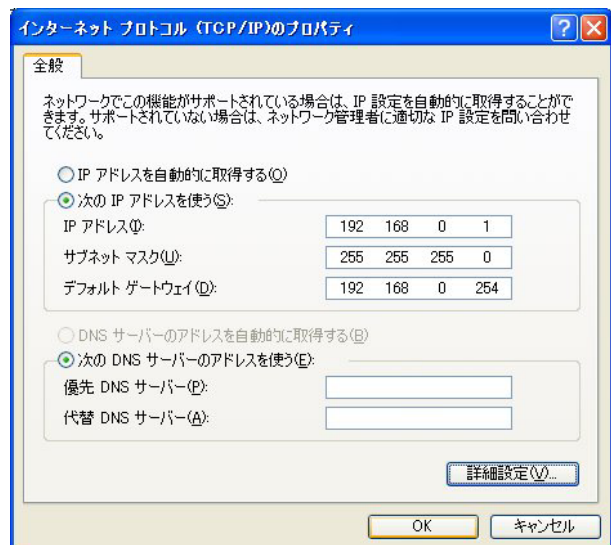 インターネット プロトコル (TCP/IP)のプロパティ
全般
ネットワークでこの機能がサポートされている場合は、IP 設定を自動的に取得することがで
きます。サポートされていない場合は、ネットワーク管理者に適切な IP 設定を問い合わせ
てください。
IP アドレスを自動的に取得する(O)
次の IP アドレスを使う(S):
IP アドレス(I): 192 168 0 1
サブネット マスク(U): 255 255 255 0
デフォルト ゲートウェイ(D): 192 168 0 254
DNS サーバーのアドレスを自動的に取得する(B)
次の DNS サーバーのアドレスを使う(E):
優先 DNS サーバー(P):
代替 DNS サーバー(A):
詳細設定(V)...
OK キャンセル